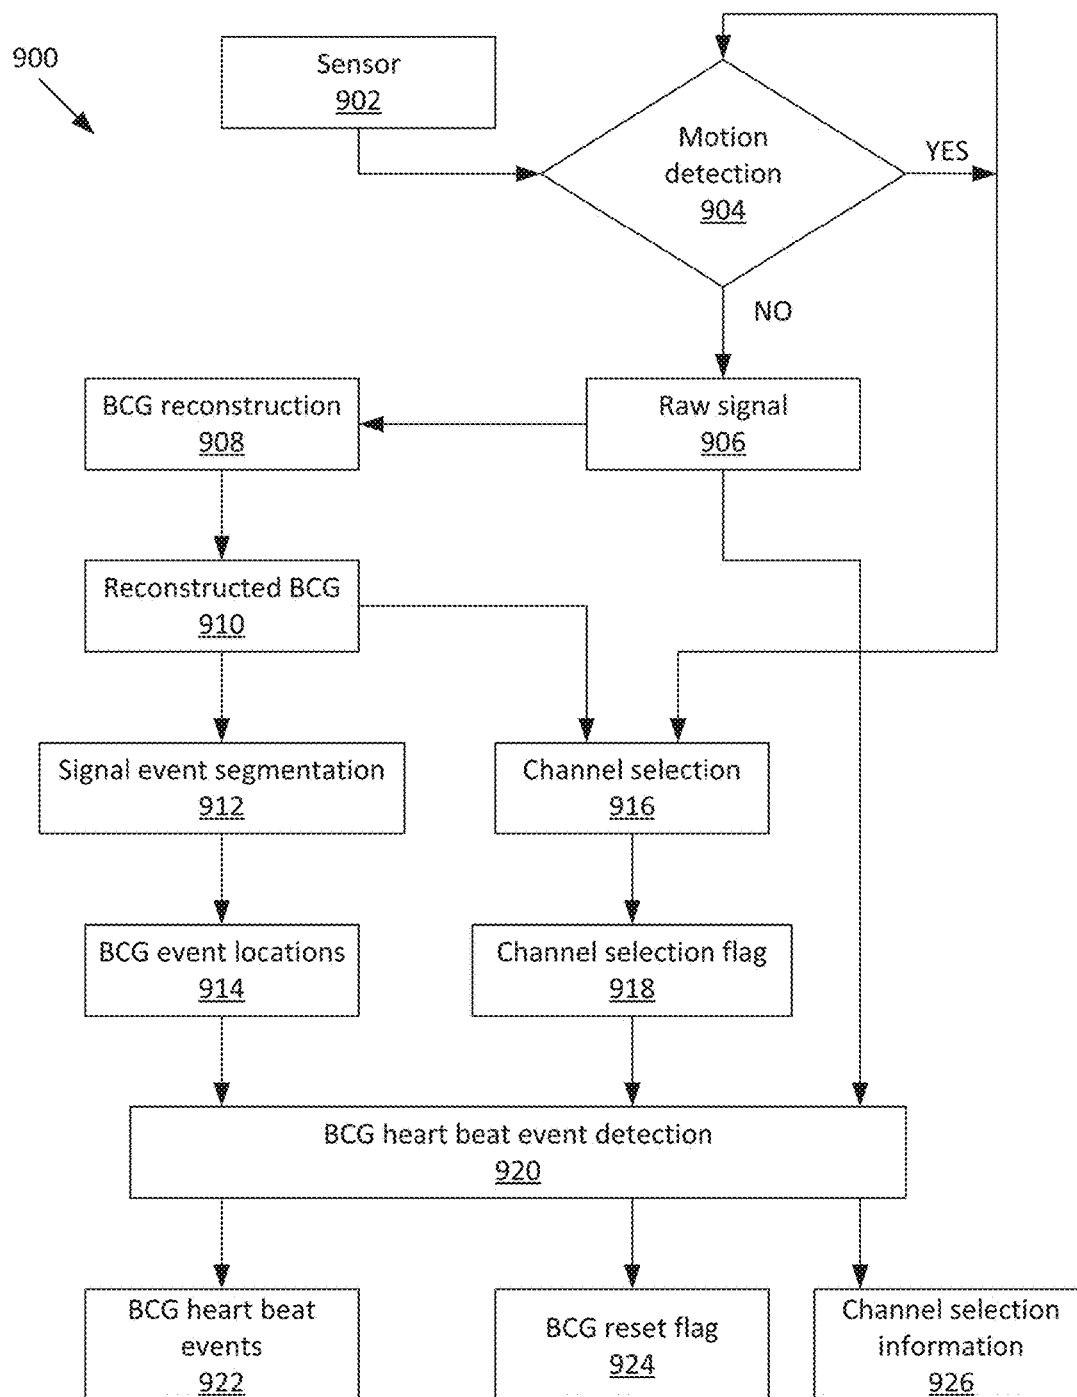 900
Sensor
902
Motion
detection
904
YES
NO
BCG reconstruction
908
Raw signal
906
Reconstructed BCG
910
Signal event segmentation
912
Channel selection
916
BCG event locations
914
Channel selection flag
918
BCG heart beat event detection
920
BCG heart beat
events
922
BCG reset flag
924
Channel selection
information
926